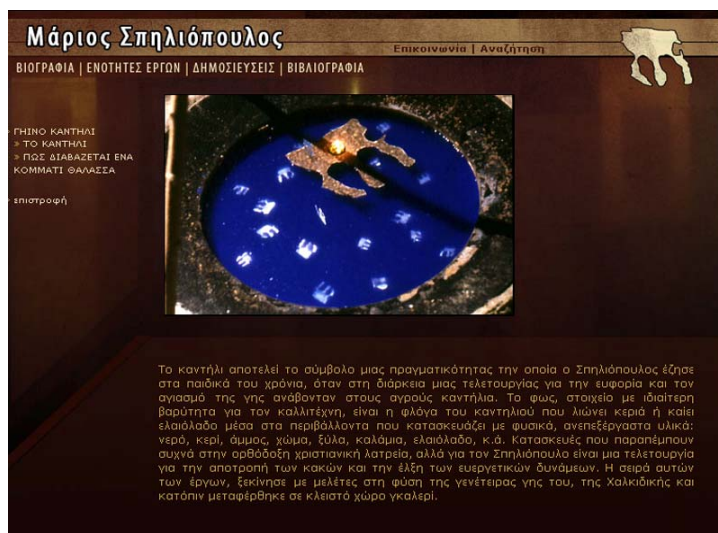 Μάριος Σπηλιόπουλος
Επικοινωνία | Αναζήτηση
ΒΙΟΓΡΑΦΙΑ | ΕΝΟΤΗΤΕΣ ΕΡΓΩΝ | ΔΗΜΟΣΙΕΥΣΕΙΣ | ΒΙΒΛΙΟΓΡΑΦΙΑ
» ΓΗΙΝΟ ΚΑΝΤΗΛΙ
» ΤΟ ΚΑΝΤΗΛΙ
» ΠΩΣ ΔΙΑΒΑΖΕΤΑΙ ΕΝΑ
ΚΟΜΜΑΤΙ ΘΑΛΑΣΣΑ
» επιστροφή
Το καντήλι αποτελεί το σύμβολο μιας πραγματικότητας την οποία ο Σπηλιόπουλος έζησε
στα παιδικά του χρόνια, όταν στη διάρκεια μιας τελετουργίας για την ευφορία και τον
αγιασμό της γης ανάβονταν στους αγρούς καντήλια. Το φως, στοιχείο με ιδιαίτερη
βαρύτητα για τον καλλιτέχνη, είναι η φλόγα του καντηλιού που λιώνει κεριά ή καίει
ελαιόλαδο μέσα στα περιβάλλοντα που κατασκευάζει με φυσικά, ανεπεξέργαστα υλικά:
νερό, κερί, άμμος, χώμα, ξύλα, καλάμια, ελαιόλαδο, κ.ά. Κατασκευές που παραπέμπουν
συχνά στην ορθόδοξη χριστιανική λατρεία, αλλά για τον Σπηλιόπουλο είναι μια τελετουργία
για την αποτροπή των κακών και την έλξη των ευεργετικών δυνάμεων. Η σειρά αυτών
των έργων, ξεκίνησε με μελέτες στη φύση της γενέτειρας γης του, της Χαλκιδικής και
κατόπιν μεταφέρθηκε σε κλειστό χώρο γκαλερί.